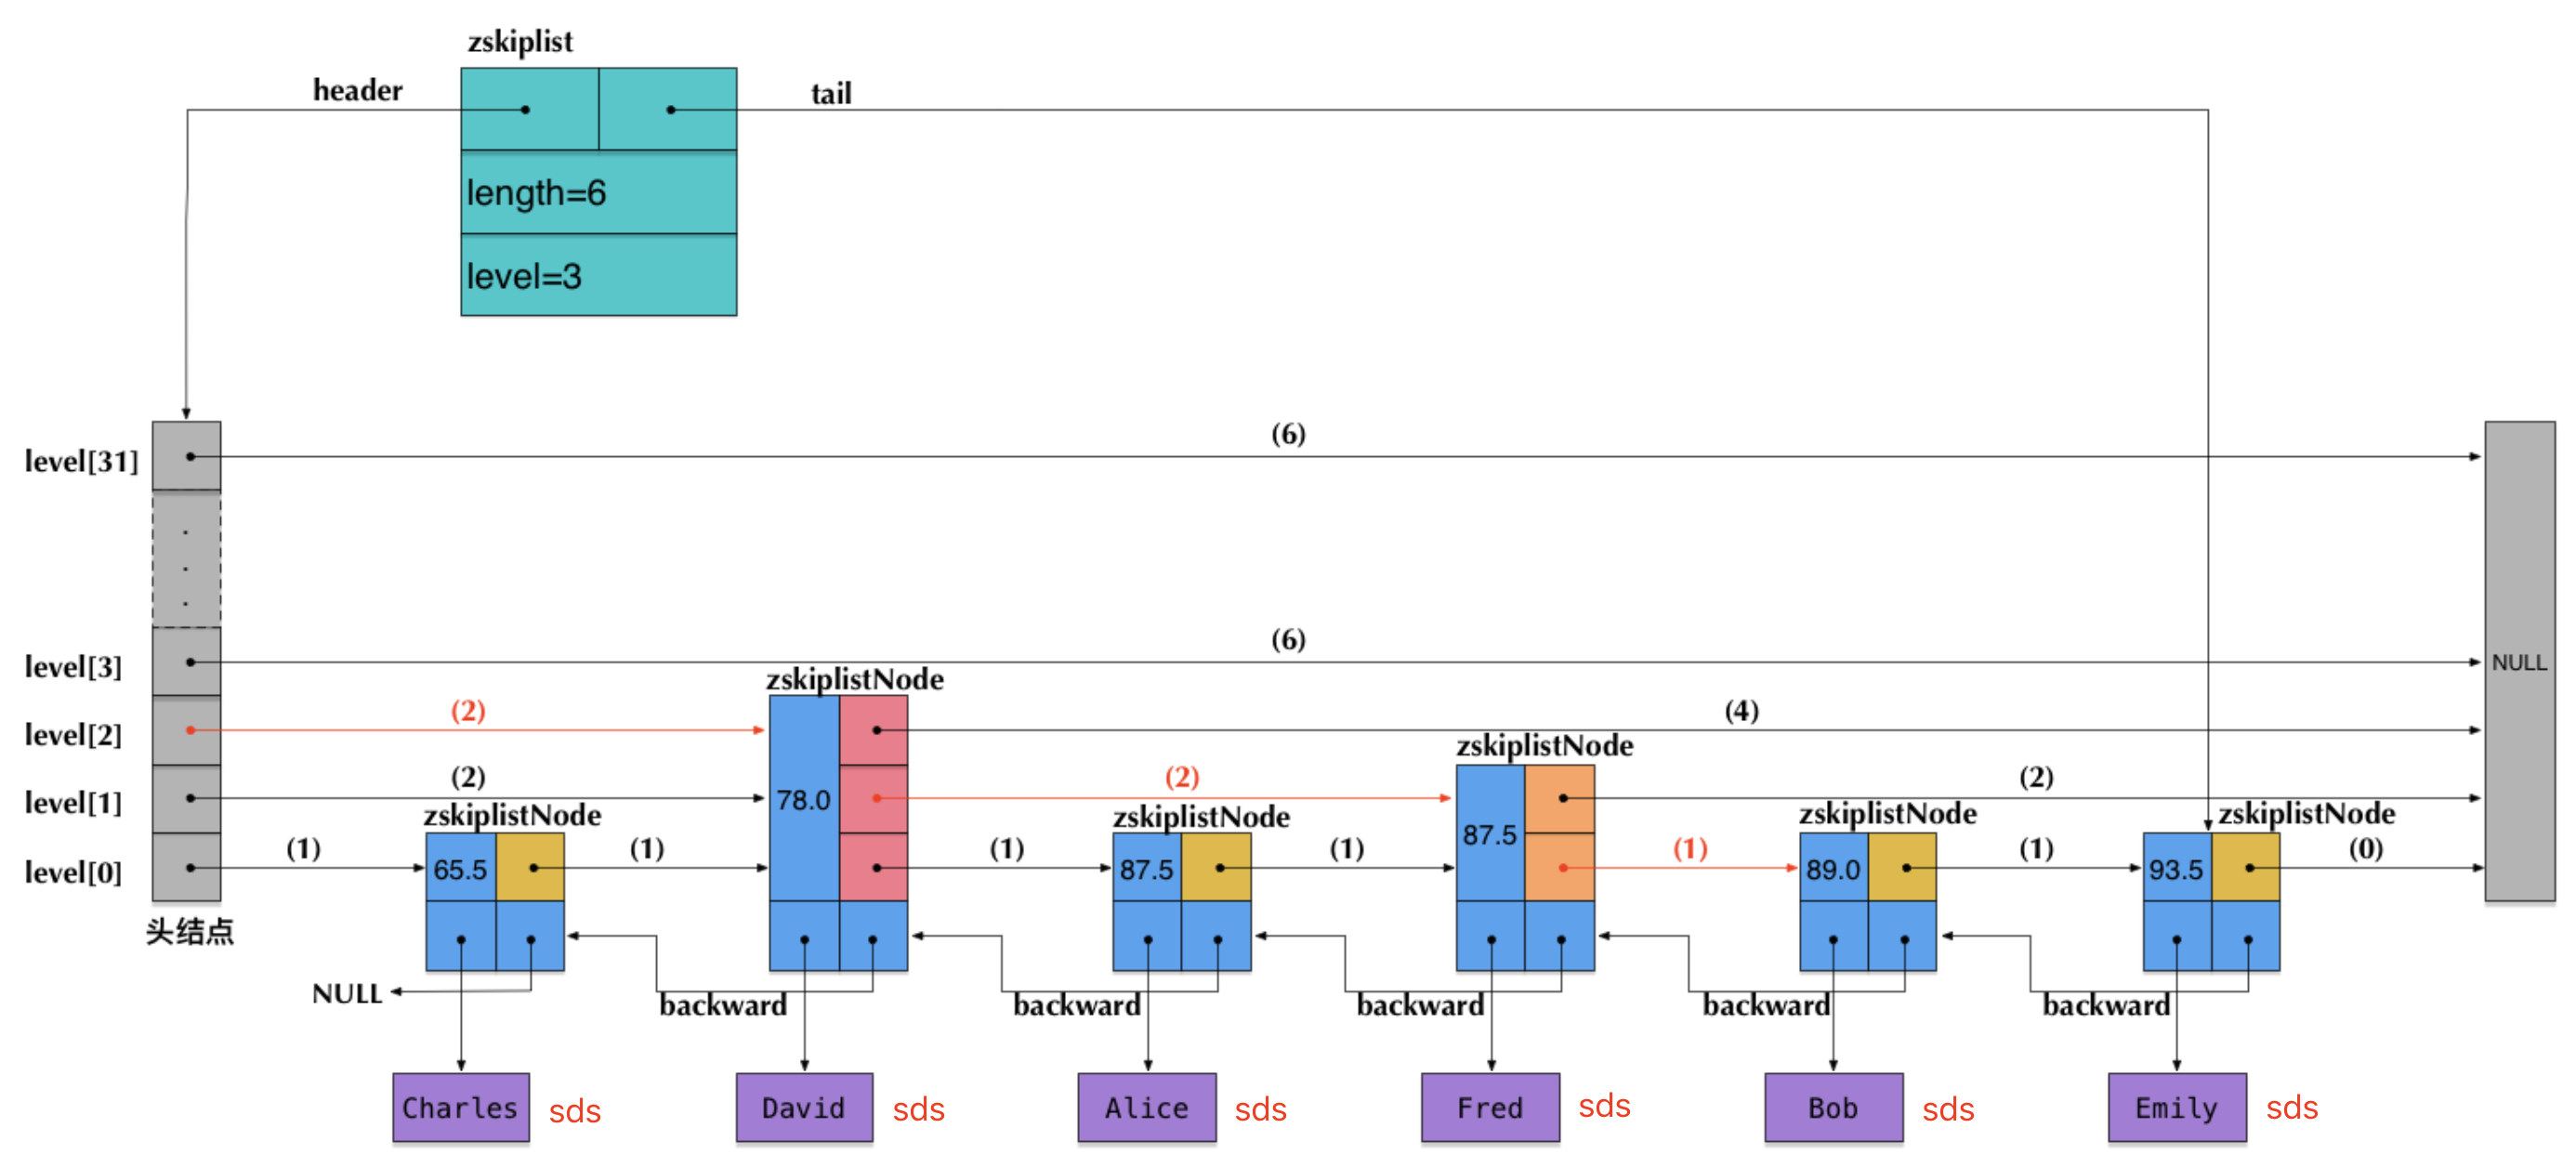 zskiplist
header
tail
length=6
level=3
(6)
level[31]
.
.
.
(6)
level[3]
NULL
zskiplistNode
(2)
(4)
level[2]
zskiplistNode
(2)
(2)
(2)
level[1]
78.0
zskiplistNode
zskiplistNode
zskiplistNode
zskiplistNode
87.5
(1)
(1)
(1)
(1)
(1)
(1)
(0)
level[0]
65.5
87.5
89.0
93.5
头结点
NULL
backward
backward
backward
backward
backward
Charles
sds
David
sds
Alice
sds
Fred
sds
Bob
sds
Emily
sds